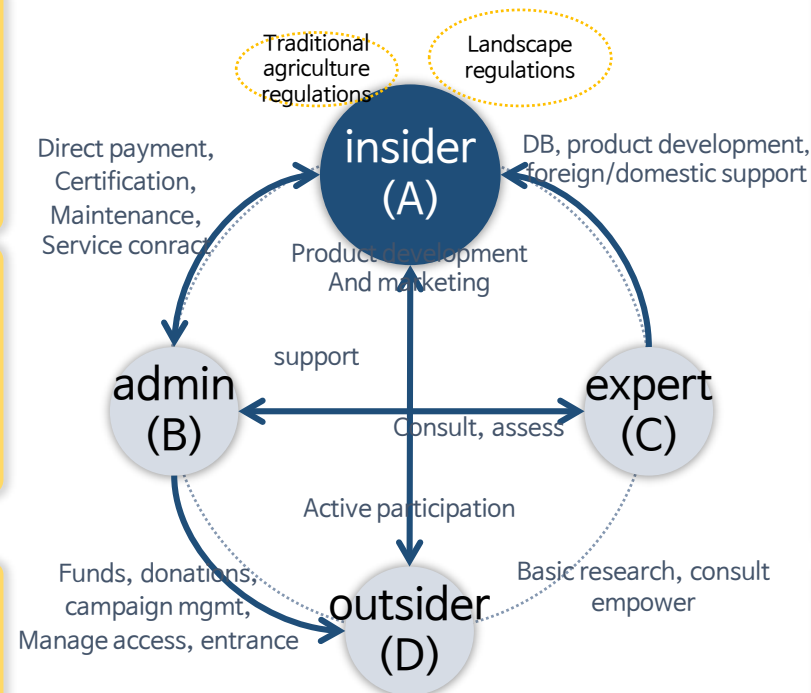 Traditional
agriculture
regulations
Landscape
regulations
insider
(A)
Direct payment,
Certification,
Maintenance,
Service conract
DB, product development,
foreign/domestic support
Product development
And marketing
support
admin
(B)
expert
(C)
Consult, assess
Active participation
Funds, donations,
campaign mgmt,
Manage access, entrance
Basic research, consult
empower
outsider
(D)